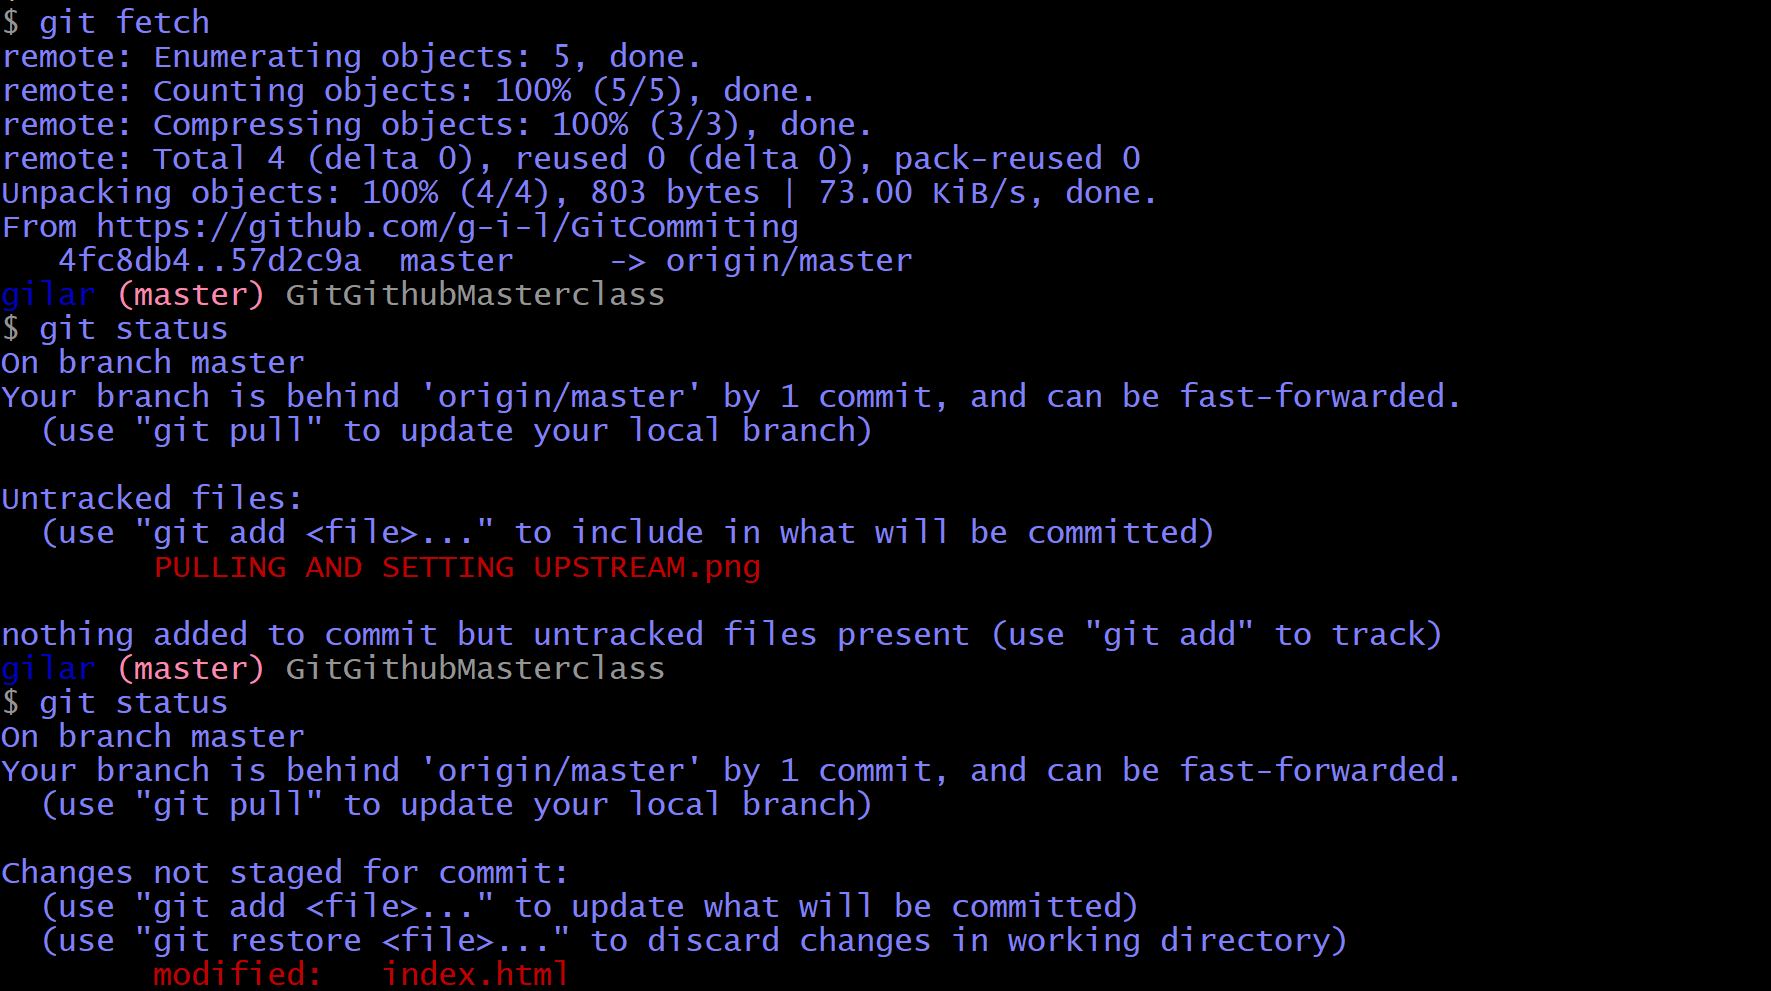 $ git fetch
remote: Enumerating objects: 5, done.
remote: Counting objects: 100% (5/5), done.
remote: Compressing objects: 100% (3/3), done.
remote: Total 4 (delta 0), reused 0 (delta 0), pack-reused 0
Unpacking objects: 100% (4/4), 803 bytes | 73.00 KiB/s, done.
From https://github.com/g-i-l/GitCommiting
   4fc8db4..57d2c9a  master     -> origin/master
gilar (master) GitGithubMasterclass
$ git status
On branch master
Your branch is behind 'origin/master' by 1 commit, and can be fast-forwarded.
  (use "git pull" to update your local branch)

Untracked files:
  (use "git add <file>..." to include in what will be committed)
        PULLING AND SETTING UPSTREAM.png

nothing added to commit but untracked files present (use "git add" to track)
gilar (master) GitGithubMasterclass
$ git status
On branch master
Your branch is behind 'origin/master' by 1 commit, and can be fast-forwarded.
  (use "git pull" to update your local branch)

Changes not staged for commit:
  (use "git add <file>..." to update what will be committed)
  (use "git restore <file>..." to discard changes in working directory)
        modified:   index.html